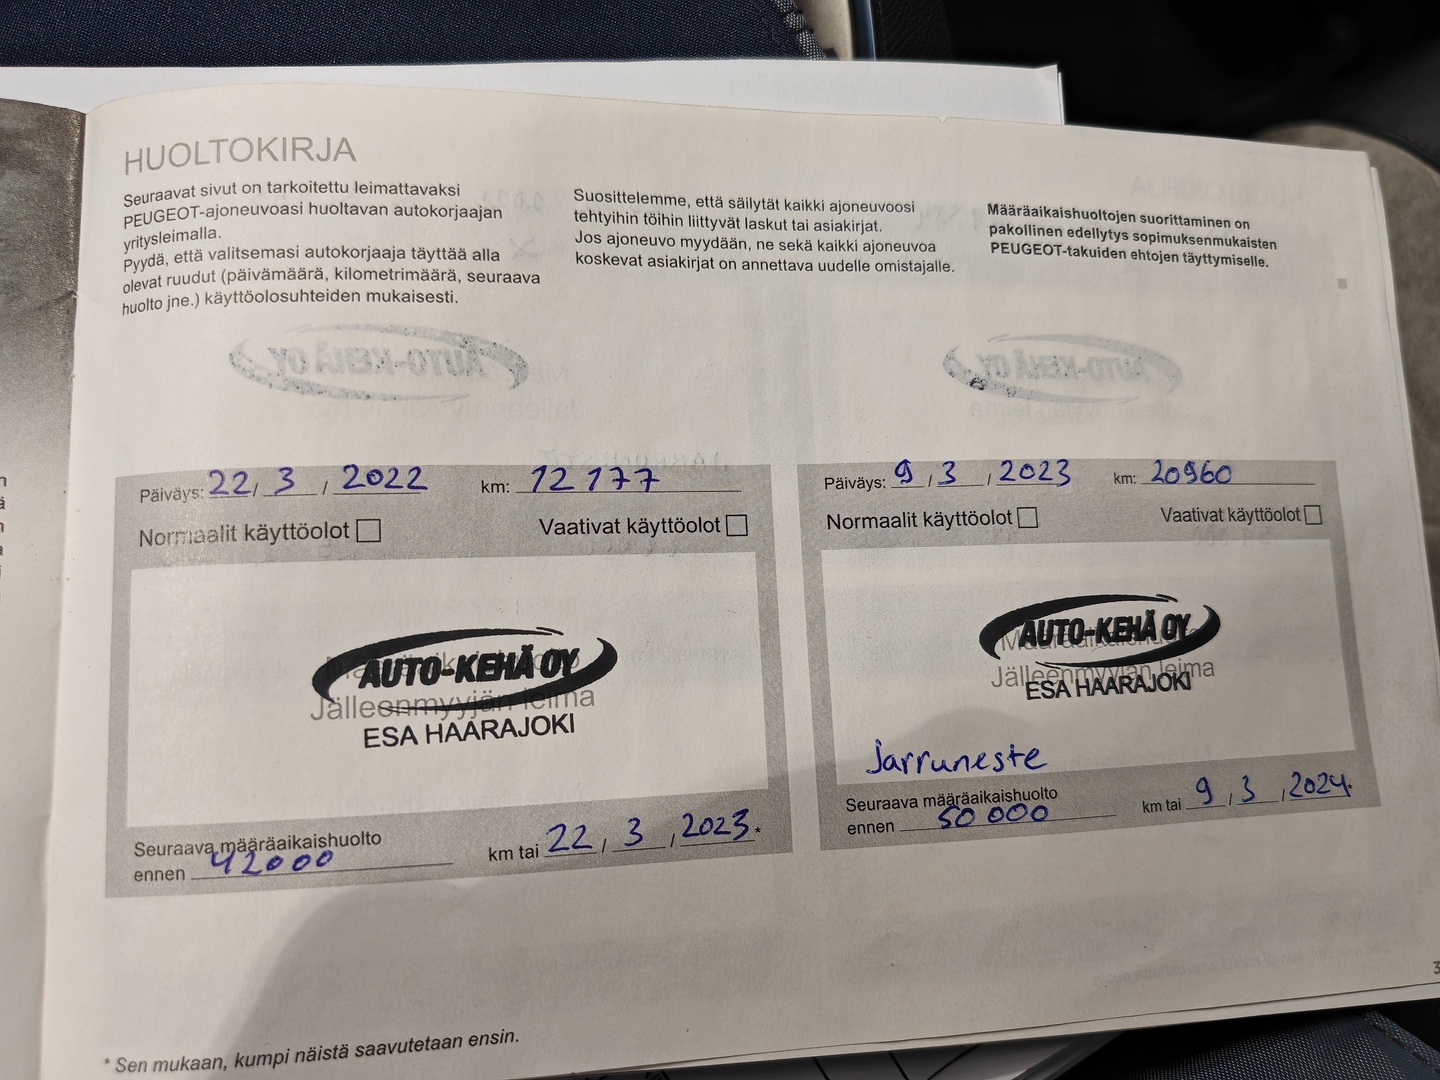 HUOLTOKIRJA
Seuraavat sivut on tarkoitettu leimattavaksi
PEUGEOT-ajoneuvoasi huoltavan autokorjaajan
yritysleimalla.
Pyydä, että valitsemasi autokorjaaja täyttää alla
olevat ruudut (päivämäärä, kilometrimäärä, seuraava
huolto jne.) käyttöolosuhteiden mukaisesti.
Suosittelemme, että säilytät kaikki ajoneuvoosi
tehtyihin töihin liittyvät laskut tai asiakirjat.
Jos ajoneuvo myydään, ne sekä kaikki ajoneuvoa
koskevat asiakirjat on annettava uudelle omistajalle.
Määräaikaishuoltojen suorittaminen on
pakollinen edellytys sopimuksenmukaisten
PEUGEOT-takuiden ehtojen täyttymiselle.
Päiväys: 22 / 3 / 2022 km: 12177
Normaalit käyttöolot Vaativat käyttöolot
AUTO-KEHÄ OY
Jälleenmyyjän leima
ESA HAARAJOKI
Seuraava määräaikaishuolto
ennen 42000 km tai 22 / 3 / 2023 *
Päiväys: 9 / 3 / 2023 km: 20960
Normaalit käyttöolot Vaativat käyttöolot
AUTO-KEHÄ OY
Jälleenmyyjän leima
ESA HAARAJOKI
Jarruneste
Seuraava määräaikaishuolto
ennen 50 000 km tai 9 / 3 / 2024.
* Sen mukaan, kumpi näistä saavutetaan ensin.